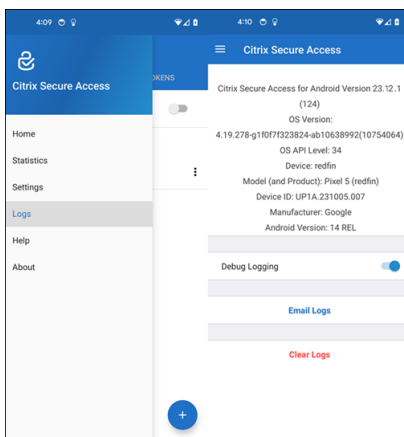 4:09
Citrix Secure Access
OKENS
Home
Statistics
Settings
Logs
Help
About
+
4:10
Citrix Secure Access
Citrix Secure Access for Android Version 23.12.1
(124)
OS Version:
4.19.278-g1f0f7f323824-ab10638992(10754064)
OS API Level: 34
Device: redfin
Model (and Product): Pixel 5 (redfin)
Device ID: UP1A.231005.007
Manufacturer: Google
Android Version: 14 REL
Debug Logging
Email Logs
Clear Logs